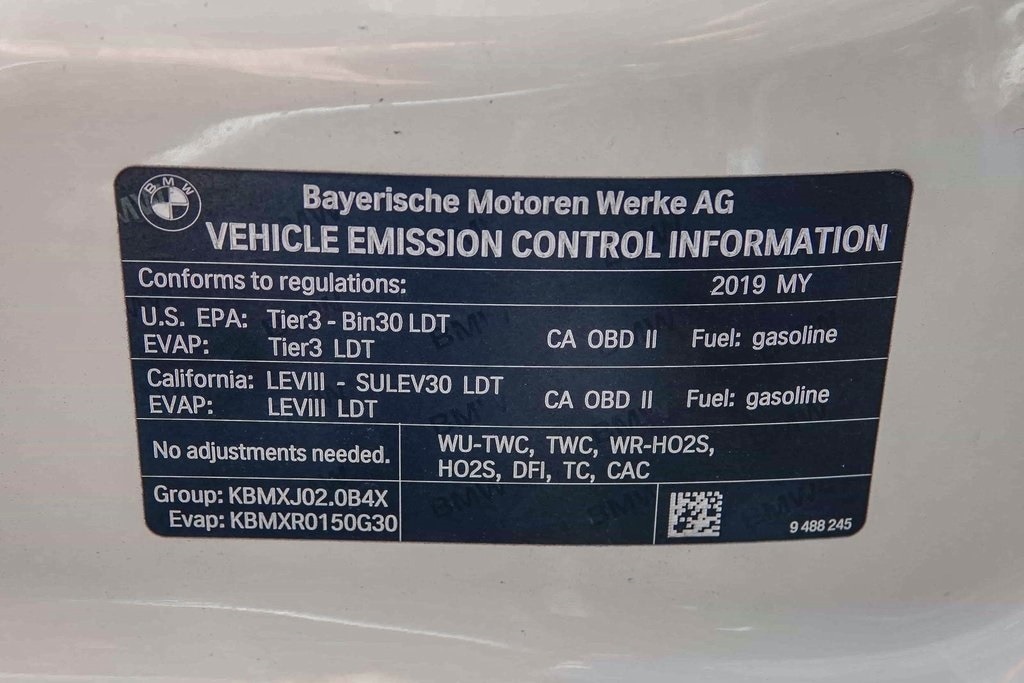 BMW
Bayerische Motoren Werke AG
VEHICLE EMISSION CONTROL INFORMATION
Conforms to regulations: 2019 MY
U.S. EPA: Tier3 - Bin30 LDT
EVAP: Tier3 LDT
CA OBD II Fuel: gasoline
California: LEVIII - SULEV30 LDT
EVAP: LEVIII LDT
CA OBD II Fuel: gasoline
No adjustments needed.
WU-TWC, TWC, WR-HO2S,
HO2S, DFI, TC, CAC
Group: KBMXJ02.0B4X
Evap: KBMXR0150G30
9 488 245